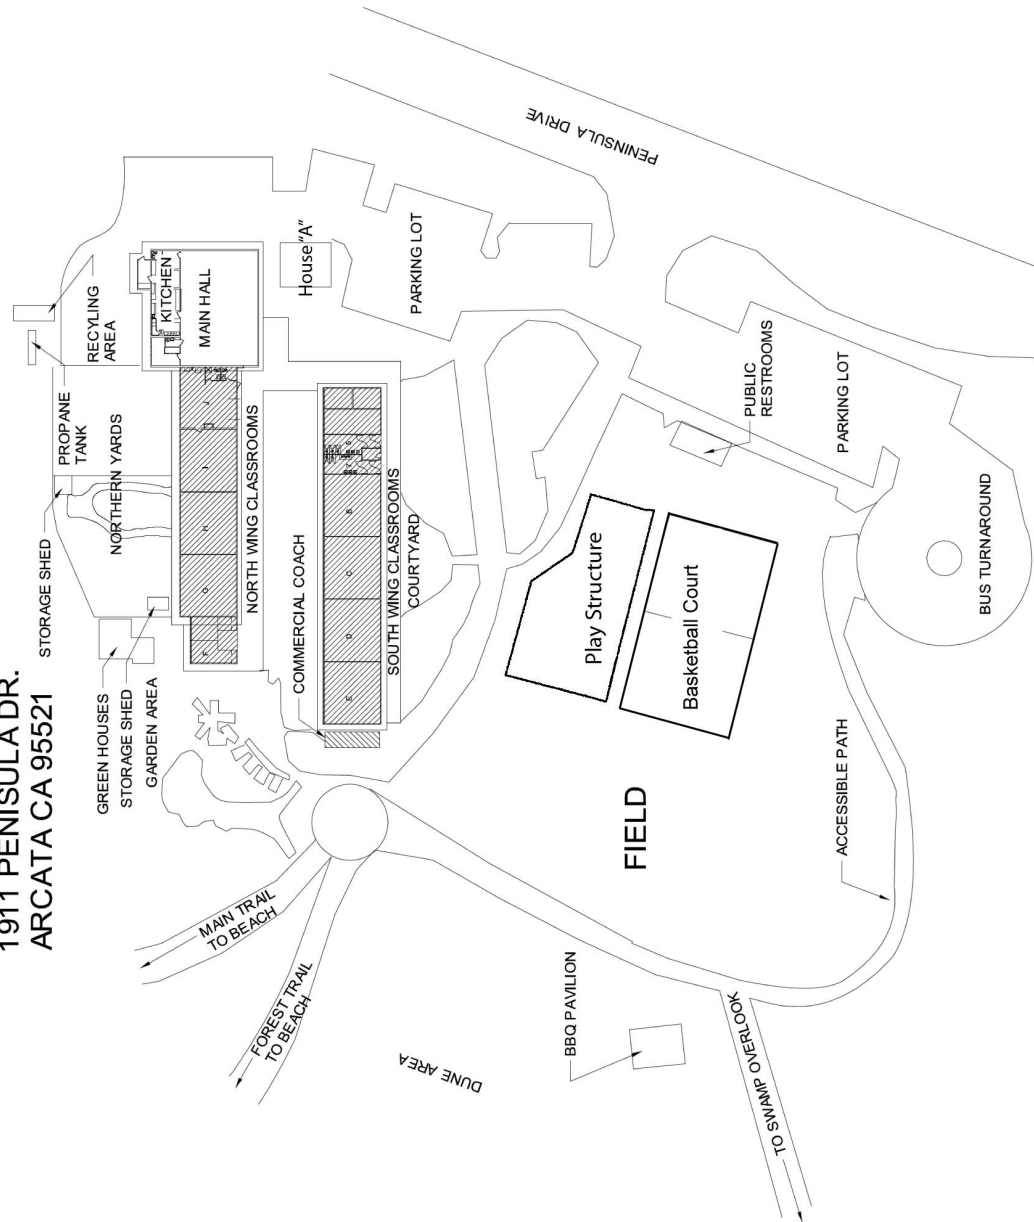 1911 PENISULA DR.
ARCATA CA 95521
STORAGE SHED
GREEN HOUSES
STORAGE SHED
GARDEN AREA
PROPANE
TANK
RECYLING
AREA
NORTHERN YARDS
KITCHEN
MAIN HALL
House "A"
NORTH WING CLASSROOMS
F
G
H
I
J
COMMERCIAL COACH
E
D
C
B
SOUTH WING CLASSROOMS
COURTYARD
PARKING LOT
PENINSULA DRIVE
PUBLIC
RESTROOMS
PARKING LOT
BUS TURNAROUND
Play Structure
Basketball Court
FIELD
ACCESSIBLE PATH
MAIN TRAIL
TO BEACH
FOREST TRAIL
TO BEACH
DUNE AREA
BBQ PAVILION
TO SWAMP OVERLOOK